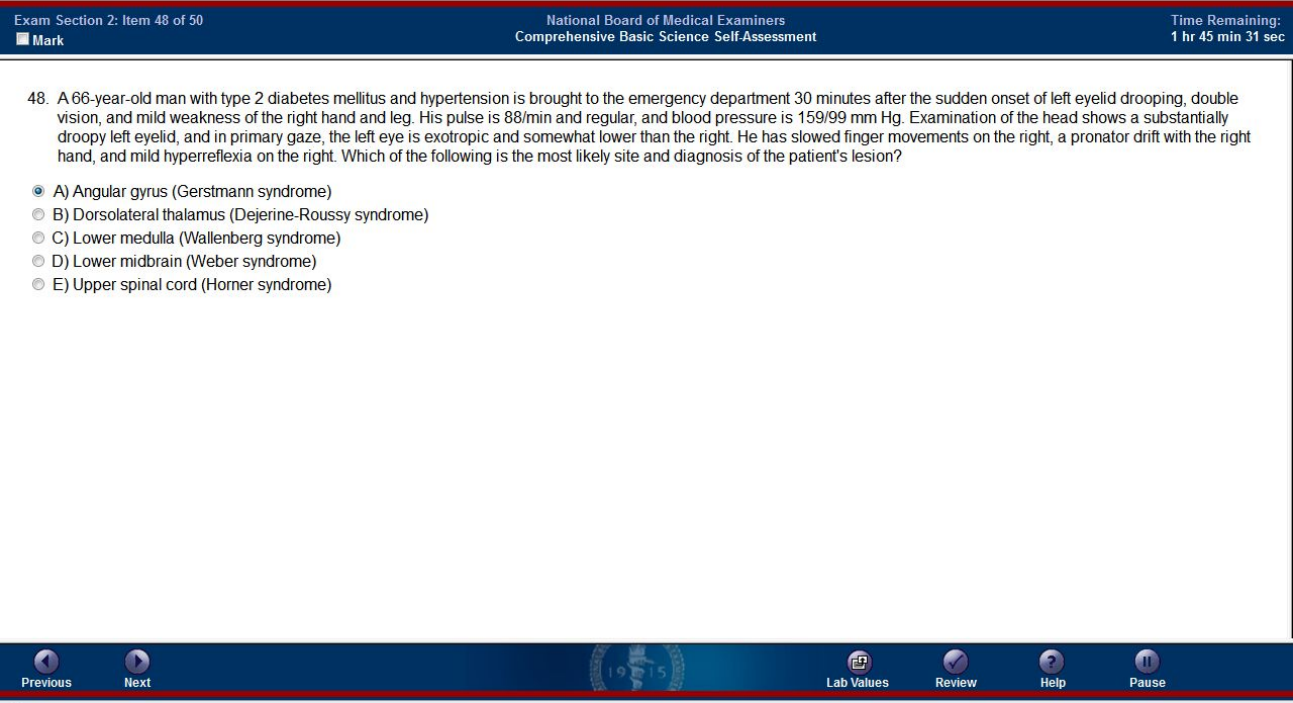 Exam Section 2: Item 48 of 50
National Board of Medical Examiners
Time Remaining:
Mark
Comprehensive Basic Science Self-Assessment
1 hr 45 min 31 sec
48. A 66-year-old man with type 2 diabetes mellitus and hypertension is brought to the emergency department 30 minutes after the sudden onset of left eyelid drooping, double
vision, and mild weakness of the right hand and leg. His pulse is 88/min and regular, and blood pressure is 159/99 mm Hg. Examination of the head shows a substantially
droopy left eyelid, and in primary gaze, the left eye is exotropic and somewhat lower than the right. He has slowed finger movements on the right, a pronator drift with the right
hand, and mild hyperreflexia on the right. Which of the following is the most likely site and diagnosis of the patient's lesion?
A) Angular gyrus (Gerstmann syndrome)
B) Dorsolateral thalamus (Dejerine-Roussy syndrome)
C) Lower medulla (Wallenberg syndrome)
D) Lower midbrain (Weber syndrome)
E) Upper spinal cord (Horner syndrome)
1915
Previous
Next
Lab Values
Review
Help
Pause